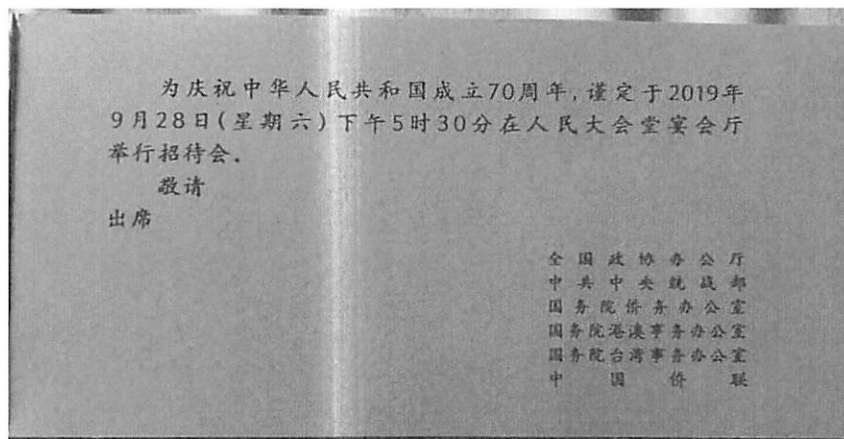 为庆祝中华人民共和国成立70周年,谨定于2019年
9月28日(星期六)下午5时30分在人民大会堂宴会厅
举行招待会.
敬请
出席
全国政协办公厅
中共中央统战部
国务院侨务办公室
国务院港澳事务办公室
国务院台湾事务办公室
中国侨联